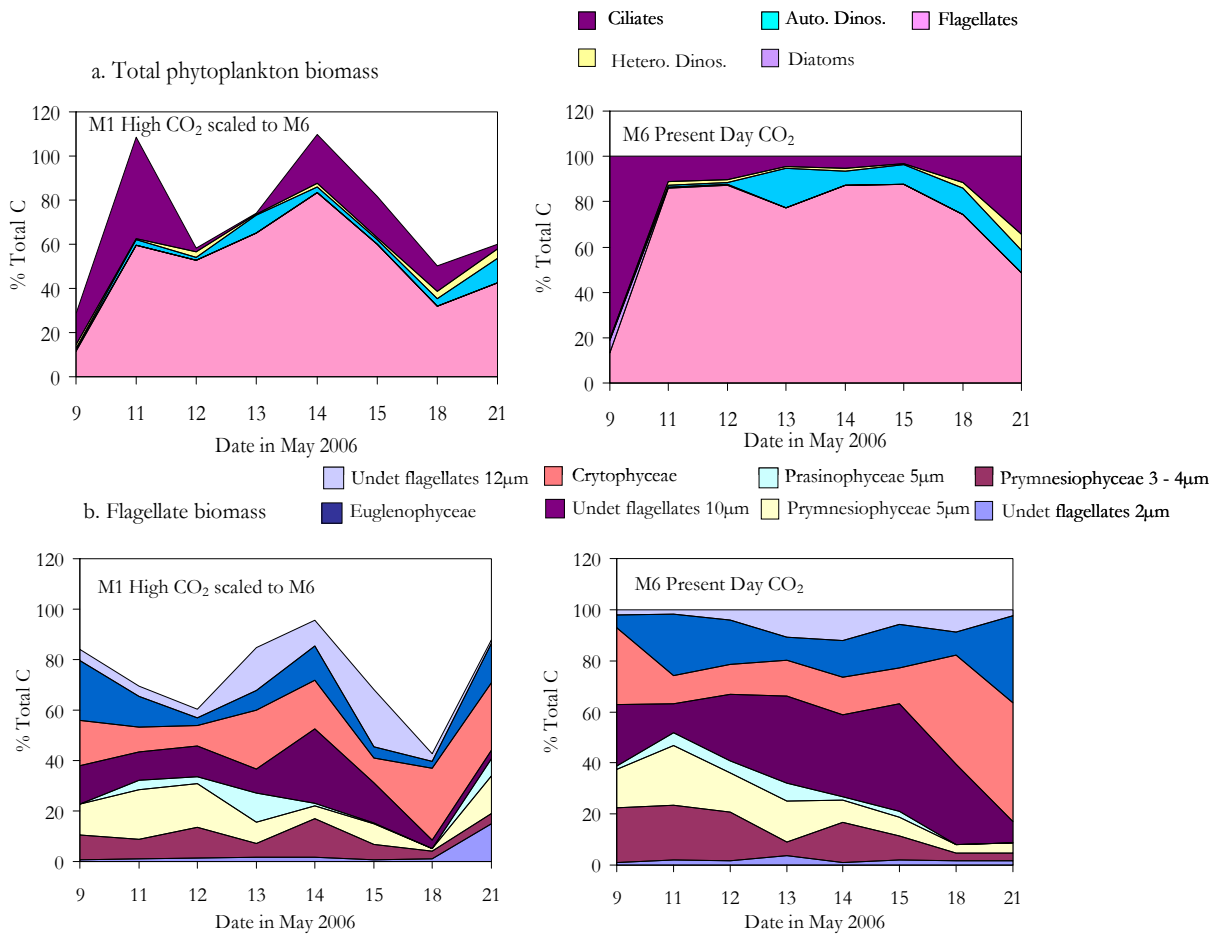 Ciliates
Auto. Dinos.
Flagellates
Hetero. Dinos.
Diatoms
a. Total phytoplankton biomass
M1 High CO₂ scaled to M6
120
100
80
60
40
20
0
% Total C
9 11 12 13 14 15 18 21
Date in May 2006
M6 Present Day CO₂
120
100
80
60
40
20
0
% Total C
9 11 12 13 14 15 18 21
Date in May 2006
Undet flagellates 12µm
Crytophyceae
Prasinophyceae 5µm
Prymnesiophyceae 3 - 4µm
b. Flagellate biomass
Euglenophyceae
Undet flagellates 10µm
Prymnesiophyceae 5µm
Undet flagellates 2µm
M1 High CO₂ scaled to M6
120
100
80
60
40
20
0
% Total C
9 11 12 13 14 15 18 21
Date in May 2006
M6 Present Day CO₂
120
100
80
60
40
20
0
% Total C
9 11 12 13 14 15 18 21
Date in May 2006